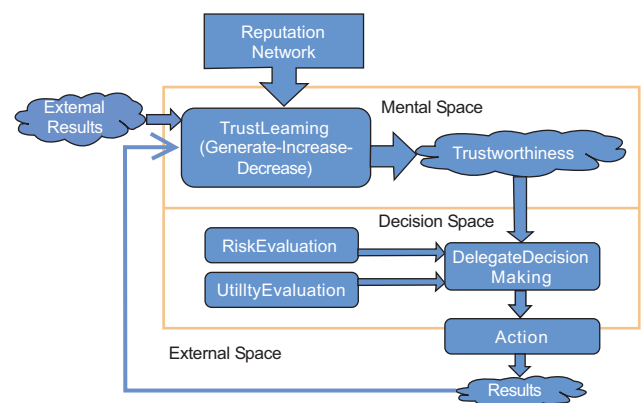 Reputation
Network
External
Results
Mental Space
TrustLeaming
(Generate-Increase-
Decrease)
Trustworthiness
Decision Space
RiskEvaluation
DelegateDecision
Making
UtilltyEvaluation
Action
External Space
Results